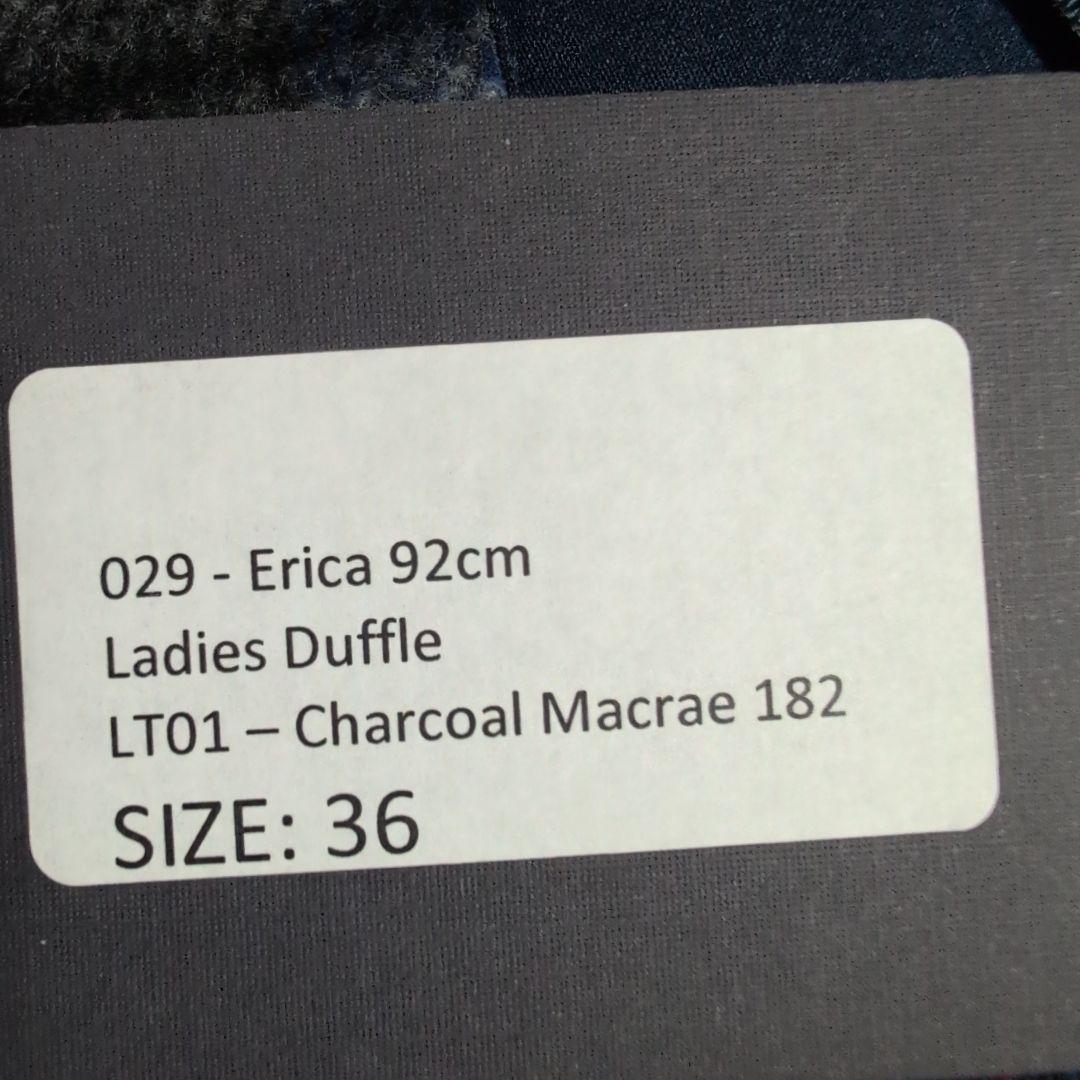 029 - Erica 92cm
Ladies Duffle
LT01 – Charcoal Macrae 182
SIZE: 36